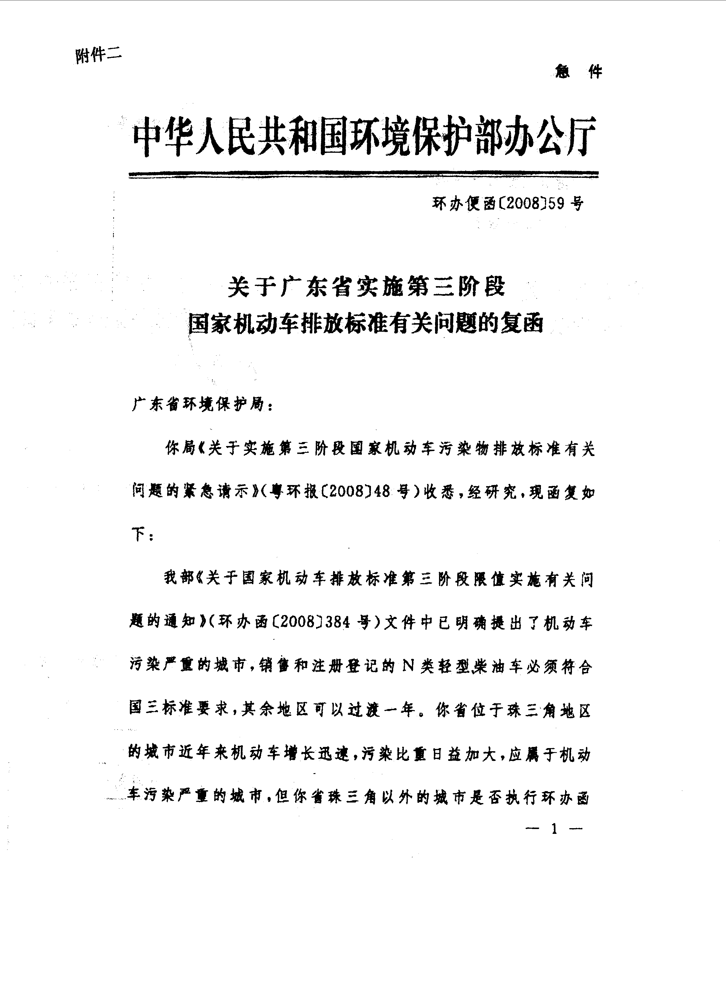 附件二
急 件
中华人民共和国环境保护部办公厅
环办便函〔2008〕59 号
关于广东省实施第三阶段
国家机动车排放标准有关问题的复函
广东省环境保护局：
你局《关于实施第三阶段国家机动车污染物排放标准有关
问题的紧急请示》（粤环报〔2008〕48 号）收悉，经研究，现函复如
下：
我部《关于国家机动车排放标准第三阶段限值实施有关问
题的通知》（环办函〔2008〕384 号）文件中已明确提出了机动车
污染严重的城市，销售和注册登记的 N 类轻型柴油车必须符合
国三标准要求，其余地区可以过渡一年。你省位于珠三角地区
的城市近年来机动车增长迅速，污染比重日益加大，应属于机动
车污染严重的城市，但你省珠三角以外的城市是否执行环办函
— 1 —